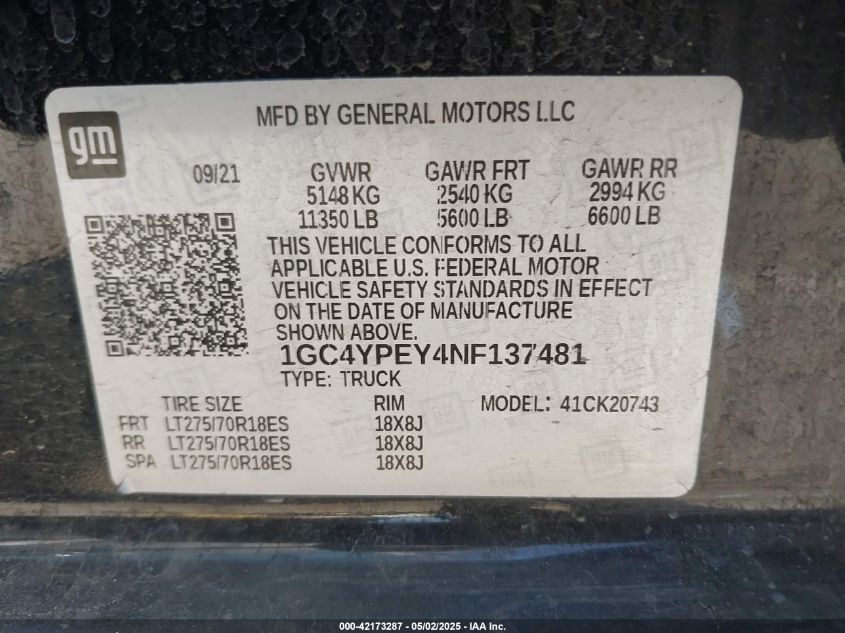 gm
MFD BY GENERAL MOTORS LLC
09/21 GVWR GAWR FRT GAWR RR
5148 KG 2540 KG 2994 KG
11350 LB 5600 LB 6600 LB
THIS VEHICLE CONFORMS TO ALL
APPLICABLE U.S. FEDERAL MOTOR
VEHICLE SAFETY STANDARDS IN EFFECT
ON THE DATE OF MANUFACTURE
SHOWN ABOVE.
1GC4YPEY4NF137481
TYPE: TRUCK
TIRE SIZE RIM MODEL: 41CK20743
FRT LT275/70R18ES 18X8J
RR LT275/70R18ES 18X8J
SPA LT275/70R18ES 18X8J
000-42173287 - 05/02/2025 - IAA Inc.